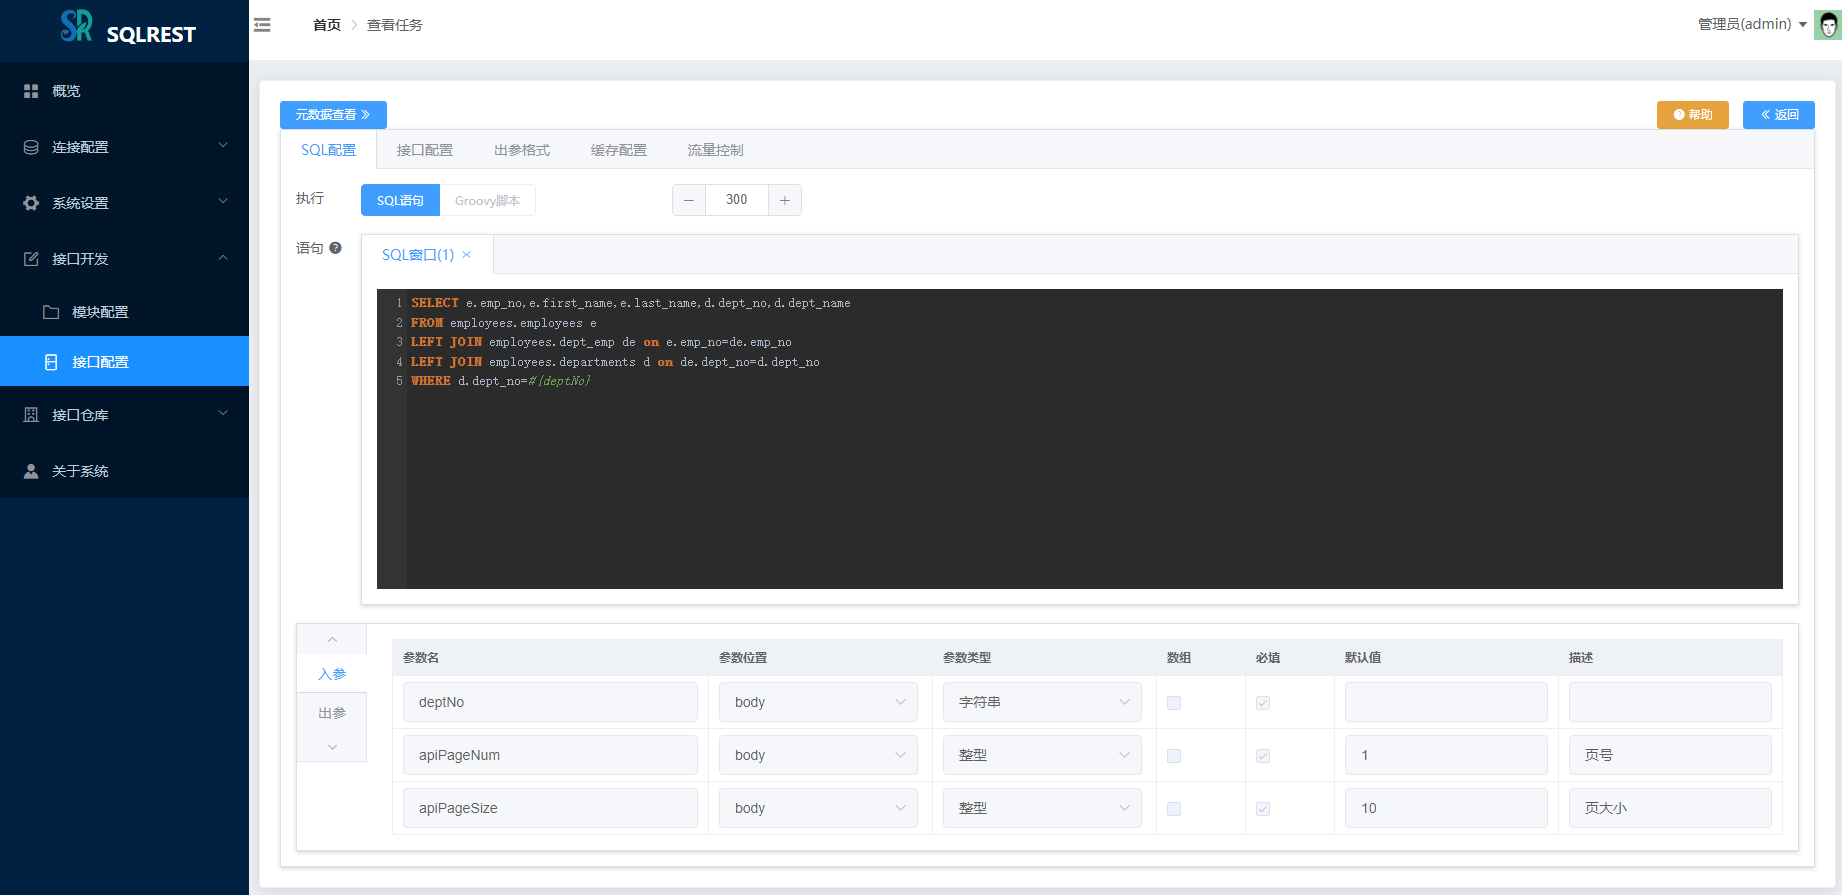 SQLREST
首页 查看任务
管理员(admin)
概览
连接配置
系统设置
接口开发
模块配置
接口配置
接口仓库
关于系统
元数据查看
帮助
返回
SQL配置 接口配置 出参格式 缓存配置 流量控制
执行 SQL语句 Groovy脚本 300
语句
SQL窗口(1)
1 SELECT e.emp_no,e.first_name,e.last_name,d.dept_no,d.dept_name
2 FROM employees.employees e
3 LEFT JOIN employees.dept_emp de on e.emp_no=de.emp_no
4 LEFT JOIN employees.departments d on de.dept_no=d.dept_no
5 WHERE d.dept_no=#{deptNo}
入参
出参
参数名 参数位置 参数类型 数组 必填 默认值 描述
deptNo body 字符串
apiPageNum body 整型 1 页号
apiPageSize body 整型 10 页大小